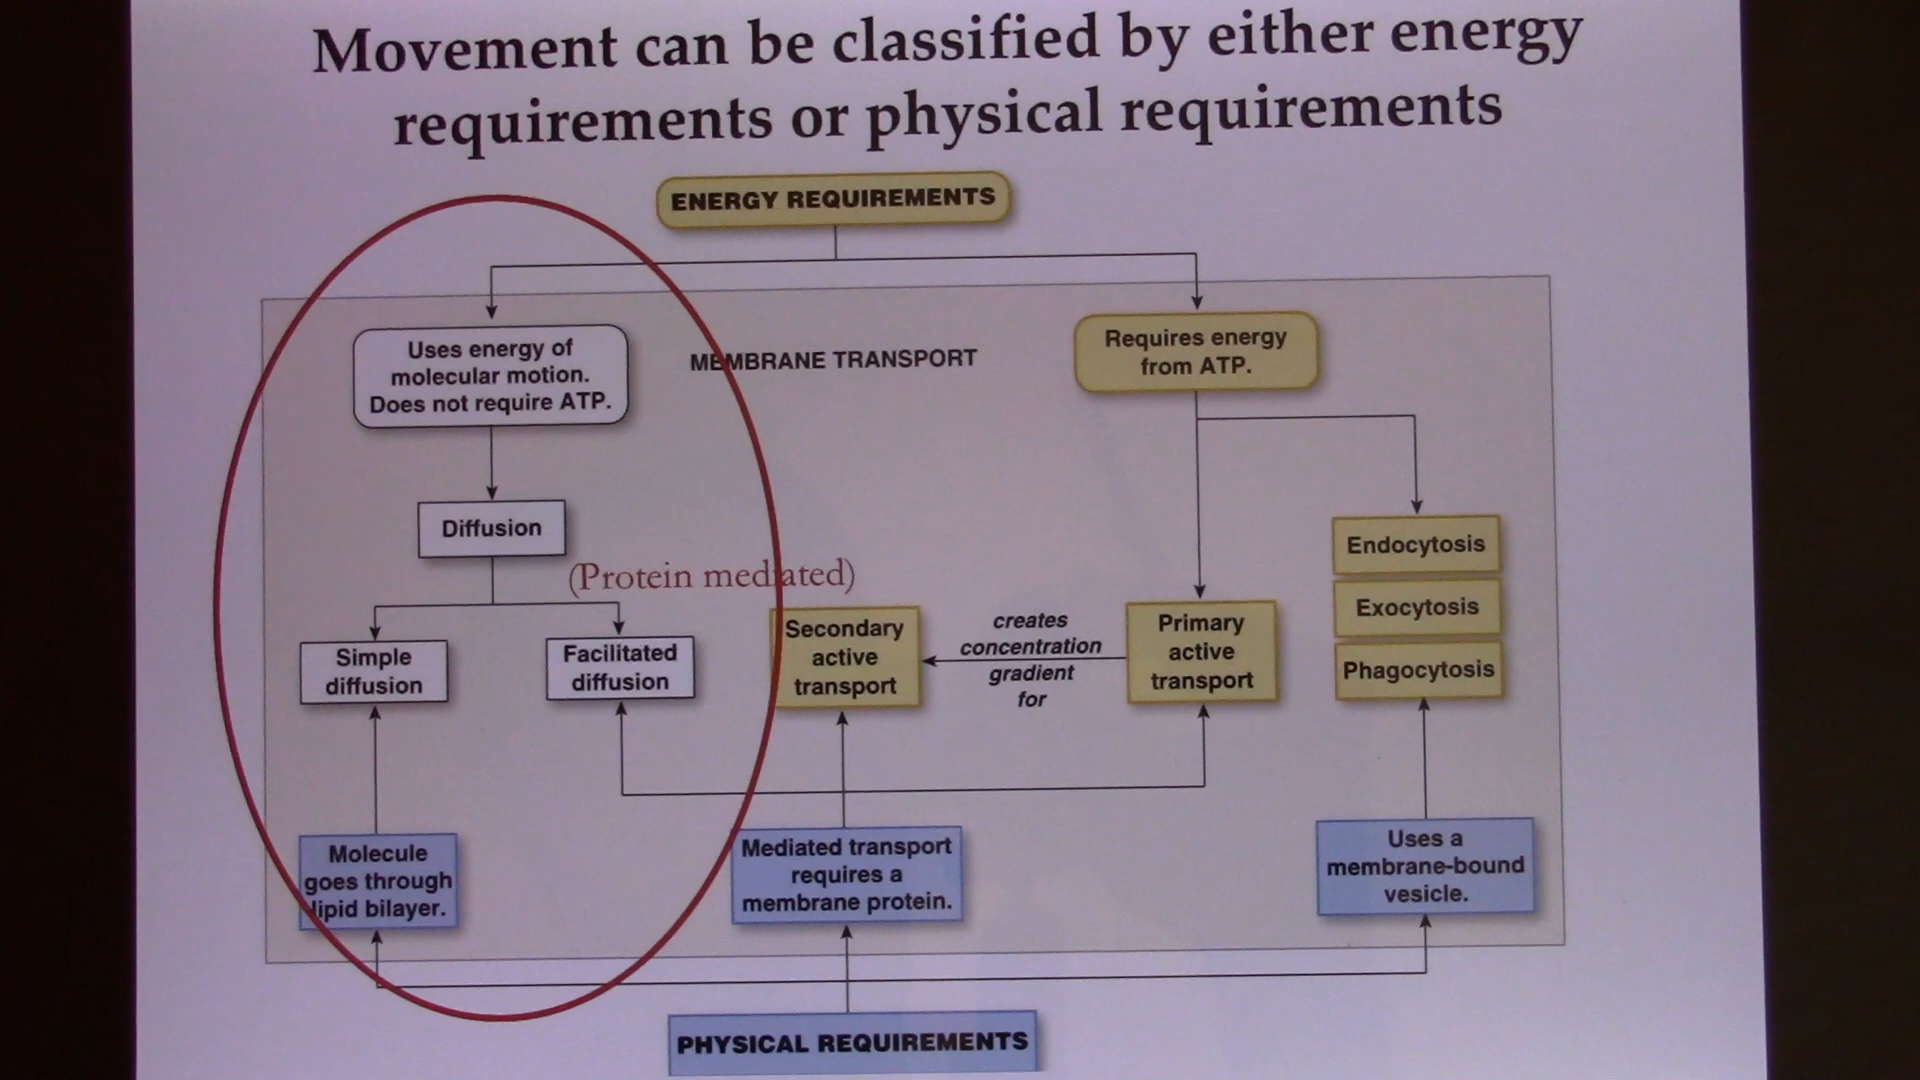 Movement can be classified by either energy
requirements or physical requirements
ENERGY REQUIREMENTS
Uses energy of
molecular motion.
Does not require ATP.
MEMBRANE TRANSPORT
Requires energy
from ATP.
Diffusion
(Protein mediated)
Simple
diffusion
Facilitated
diffusion
Secondary
active
transport
creates
concentration
gradient
for
Primary
active
transport
Endocytosis
Exocytosis
Phagocytosis
Molecule
goes through
lipid bilayer.
Mediated transport
requires a
membrane protein.
Uses a
membrane-bound
vesicle.
PHYSICAL REQUIREMENTS